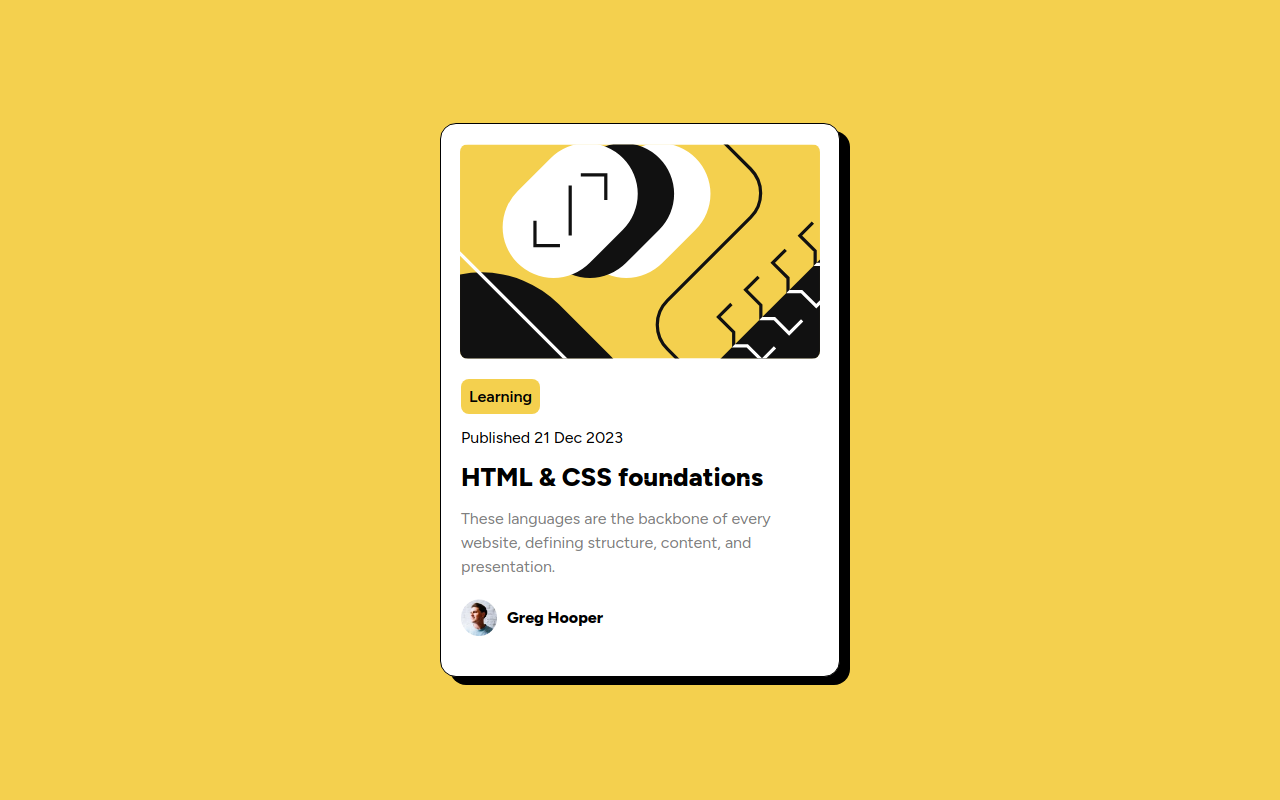 Learning
Published 21 Dec 2023
HTML & CSS foundations
These languages are the backbone of every
website, defining structure, content, and
presentation.
Greg Hooper